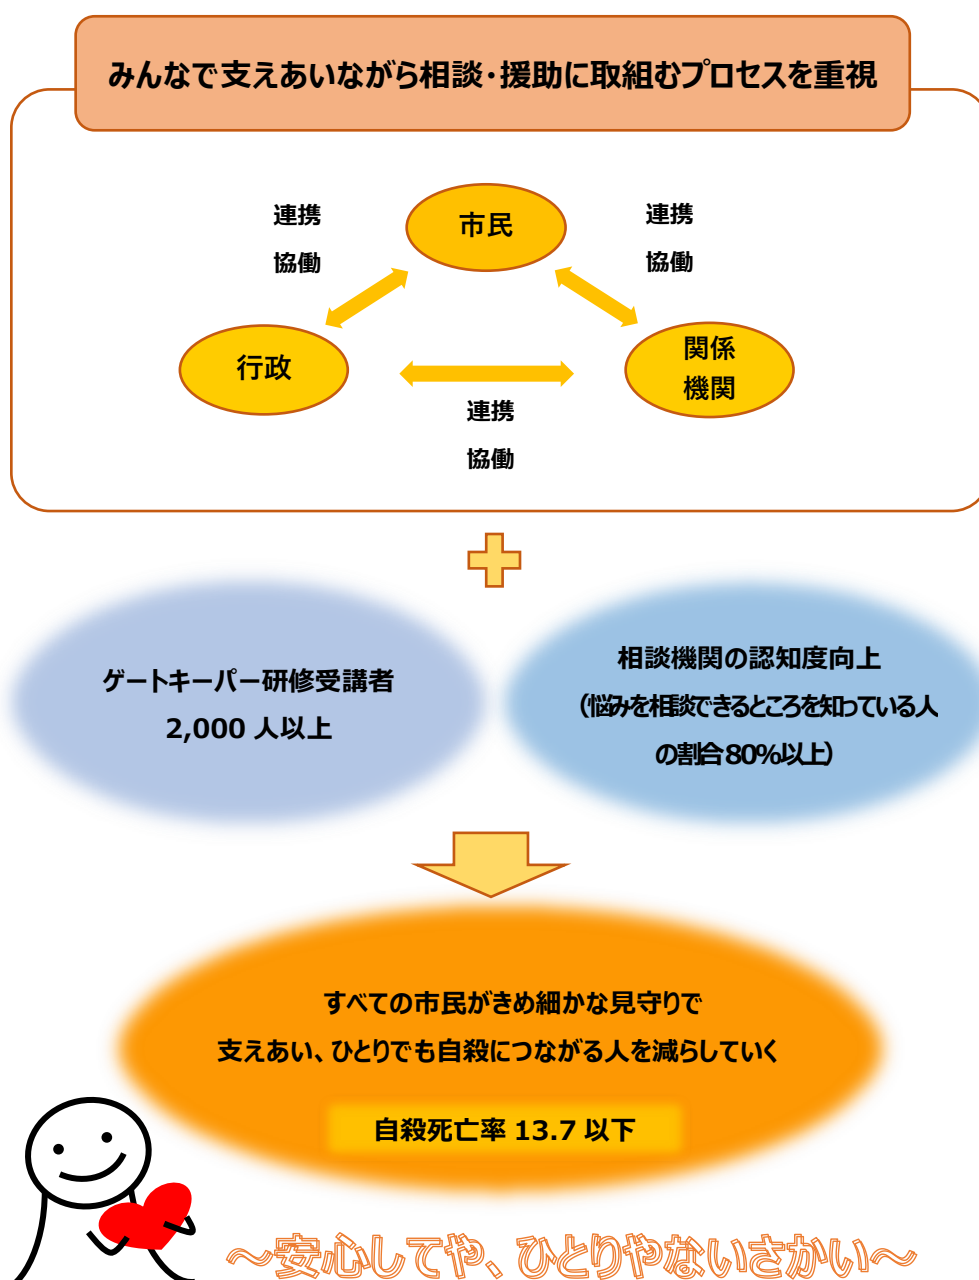 みんなで支えあいながら相談・援助に取組むプロセスを重視
市民
連携
協働
連携
協働
行政
関係
機関
連携
協働
ゲートキーパー研修受講者
2,000 人以上
相談機関の認知度向上
（悩みを相談できるところを知っている人
の割合80％以上）
すべての市民がきめ細かな見守りで
支えあい、ひとりでも自殺につながる人を減らしていく
自殺死亡率 13.7 以下
～安心してや、ひとりやないさかい～